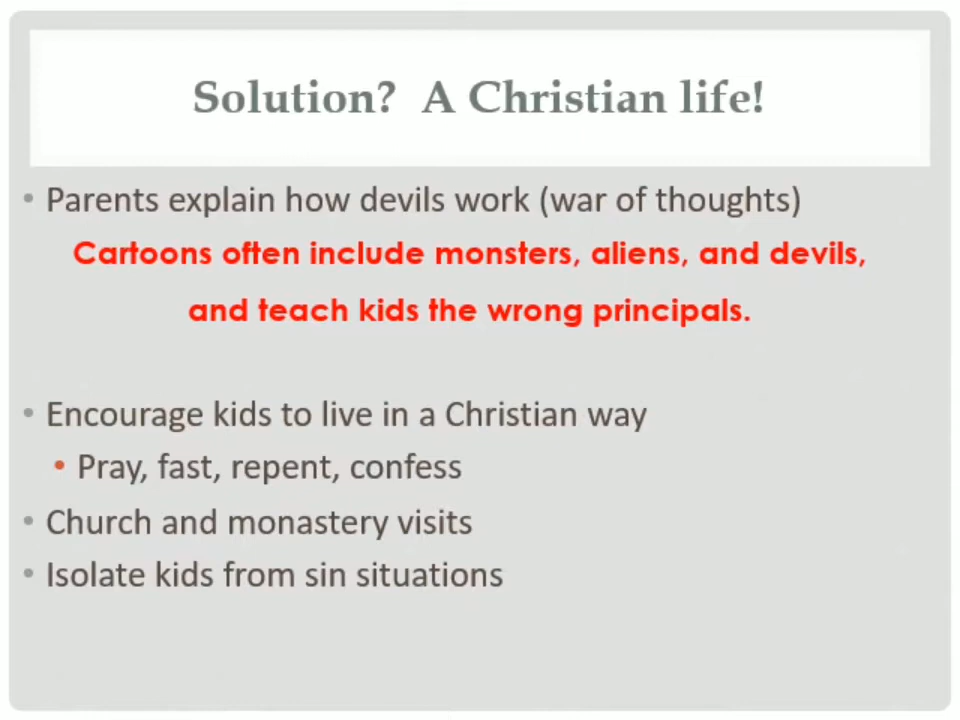 Solution? A Christian life!
• Parents explain how devils work (war of thoughts)
Cartoons often include monsters, aliens, and devils,
and teach kids the wrong principals.
• Encourage kids to live in a Christian way
• Pray, fast, repent, confess
• Church and monastery visits
• Isolate kids from sin situations